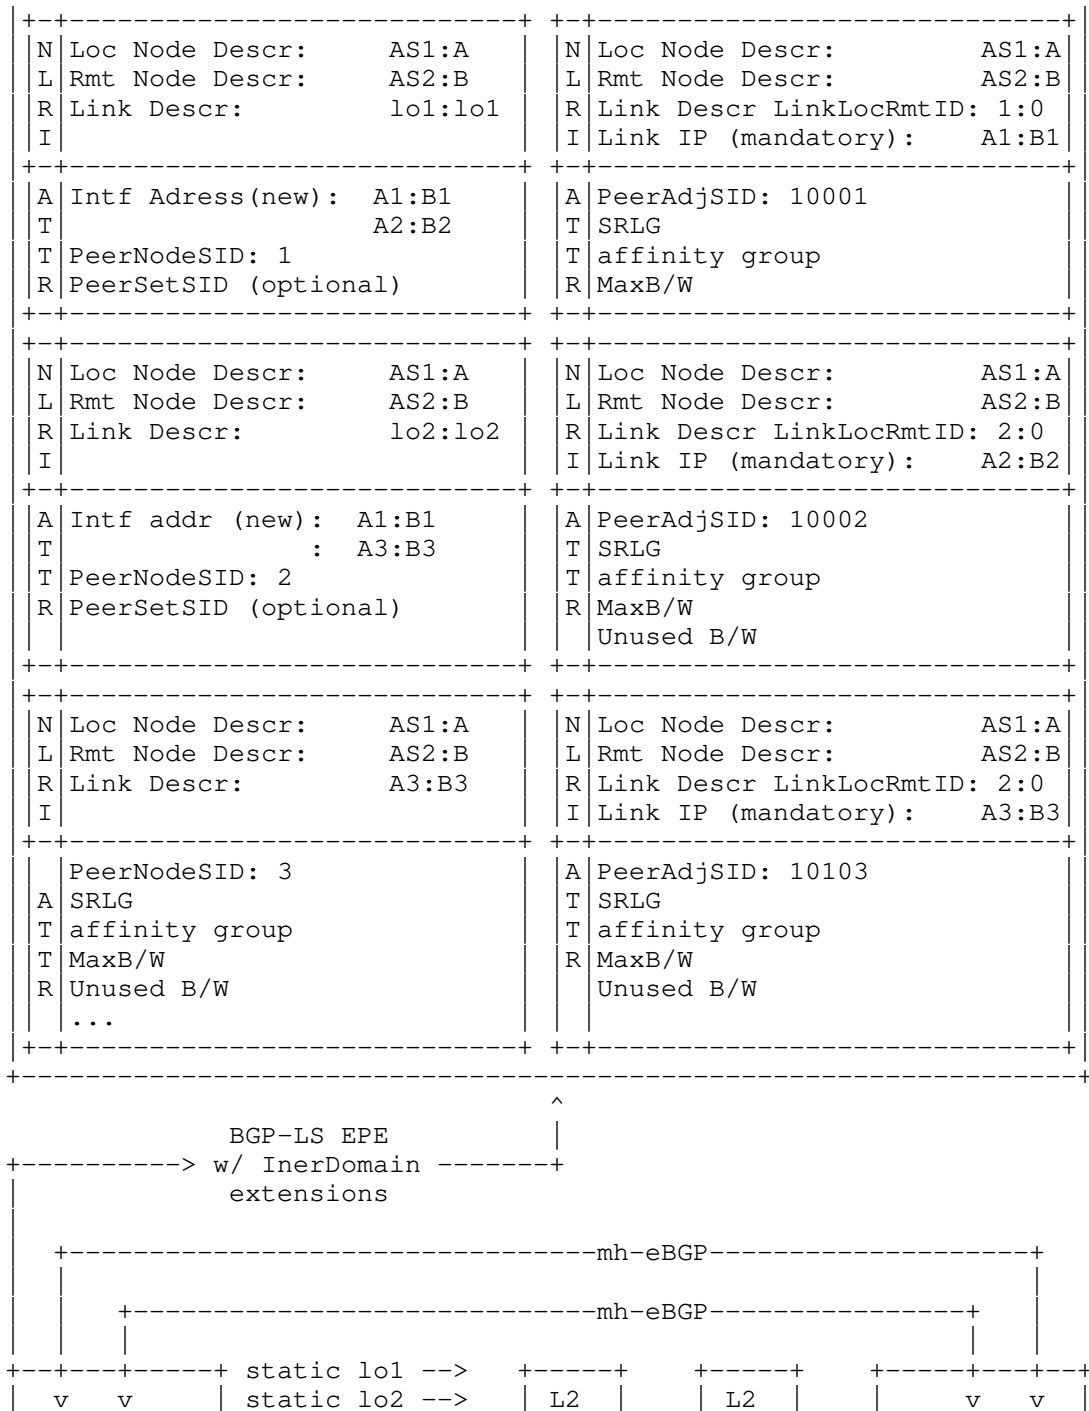 |+-+----------------------------+ +-+-----------------------------+|
||N|Loc Node Descr:     AS1:A   | |N|Loc Node Descr:         AS1:A||
||L|Rmt Node Descr:     AS2:B   | |L|Rmt Node Descr:         AS2:B||
||R|Link Descr:         lo1:lo1 | |R|Link Descr LinkLocRmtID: 1:0 ||
||I|                            | |I|Link IP (mandatory):    A1:B1||
|+-+----------------------------+ +-+-----------------------------+|
||A|Intf Adress(new):  A1:B1    | |A|PeerAdjSID: 10001            ||
||T|                   A2:B2    | |T|SRLG                         ||
||T|PeerNodeSID: 1              | |T|affinity group               ||
||R|PeerSetSID (optional)       | |R|MaxB/W                       ||
|+-+----------------------------+ +-+-----------------------------+|
|+-+----------------------------+ +-+-----------------------------+|
||N|Loc Node Descr:     AS1:A   | |N|Loc Node Descr:         AS1:A||
||L|Rmt Node Descr:     AS2:B   | |L|Rmt Node Descr:         AS2:B||
||R|Link Descr:         lo2:lo2 | |R|Link Descr LinkLocRmtID: 2:0 ||
||I|                            | |I|Link IP (mandatory):    A2:B2||
|+-+----------------------------+ +-+-----------------------------+|
||A|Intf addr (new):  A1:B1     | |A|PeerAdjSID: 10002            ||
||T|               :  A3:B3     | |T|SRLG                         ||
||T|PeerNodeSID: 2              | |T|affinity group               ||
||R|PeerSetSID (optional)       | |R|MaxB/W                       ||
|| |                            | | |Unused B/W                   ||
|+-+----------------------------+ +-+-----------------------------+|
|+-+----------------------------+ +-+-----------------------------+|
||N|Loc Node Descr:     AS1:A   | |N|Loc Node Descr:         AS1:A||
||L|Rmt Node Descr:     AS2:B   | |L|Rmt Node Descr:         AS2:B||
||R|Link Descr:         A3:B3   | |R|Link Descr LinkLocRmtID: 2:0 ||
||I|                            | |I|Link IP (mandatory):    A3:B3||
|+-+----------------------------+ +-+-----------------------------+|
|| |PeerNodeSID: 3              | |A|PeerAdjSID: 10103            ||
||A|SRLG                        | |T|SRLG                         ||
||T|affinity group              | |T|affinity group               ||
||T|MaxB/W                      | |R|MaxB/W                       ||
||R|Unused B/W                  | | |Unused B/W                   ||
|| |...                         | | |                             ||
|+-+----------------------------+ +-+-----------------------------+|
+------------------------------------------------------------------+
                                  ^
              BGP-LS EPE          |
+----------> w/ InerDomain -------+
|             extensions
|
|  +---------------------------------mh-eBGP--------------------+
|  |                                                            |
|  |   +-----------------------------mh-eBGP----------------+   |
|  |   |                                                    |   |
+--+---+-----+ static lo1 -->   +-----+    +-----+    +-----+---+--+
|  v   v     | static lo2 -->   | L2  |    | L2  |    |     v   v  |